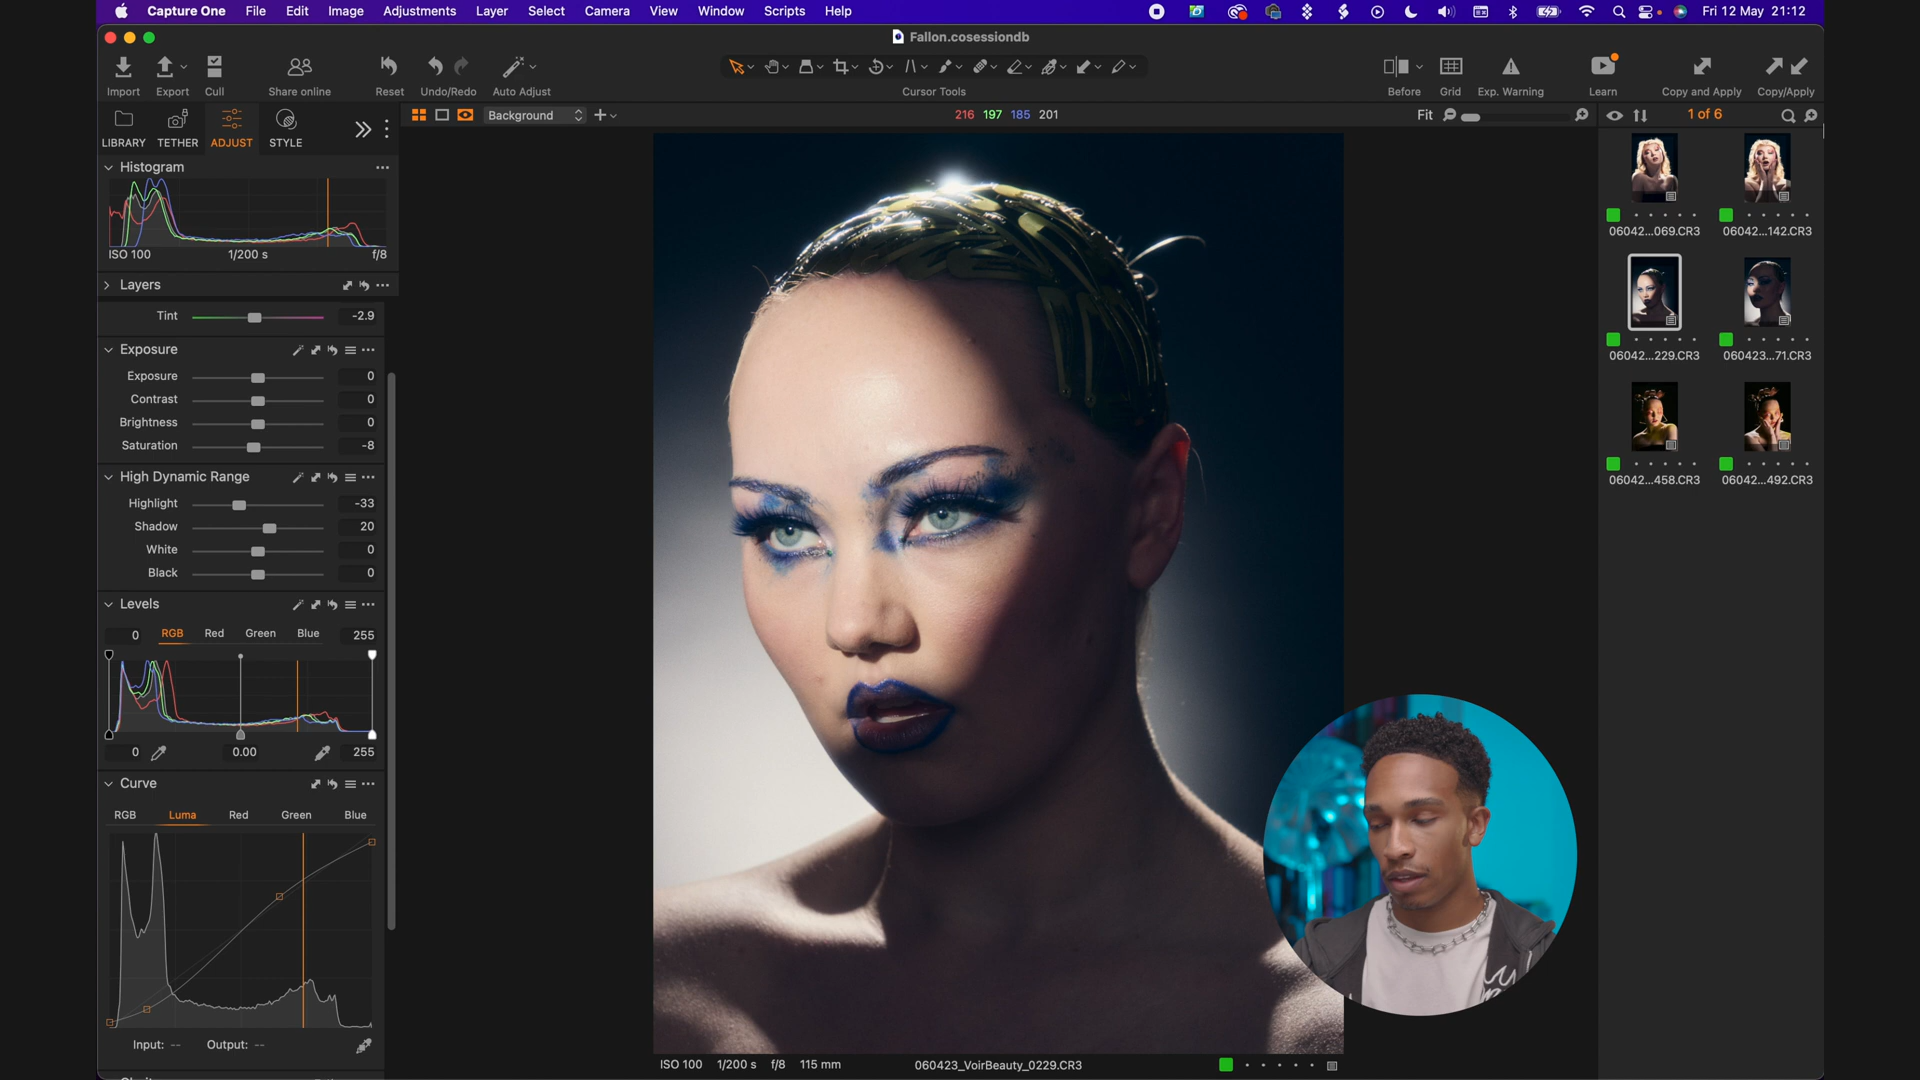 Capture One File Edit Image Adjustments Layer Select Camera View Window Scripts Help Fri 12 May 21:12
Fallon.cosessiondb
Import Export Cull Share online Reset Undo/Redo Auto Adjust Cursor Tools Before Grid Exp. Warning Learn Copy and Apply Copy/Apply
LIBRARY TETHER ADJUST STYLE
Background
216 197 185 201
Fit
1 of 6
Histogram
ISO 100 1/200 s f/8
Layers
Tint -2.9
Exposure
Exposure 0
Contrast 0
Brightness 0
Saturation -8
High Dynamic Range
Highlight -33
Shadow 20
White 0
Black 0
Levels
0 RGB Red Green Blue 255
0 0.00 255
Curve
RGB Luma Red Green Blue
Input: -- Output: --
06042...069.CR3 06042...142.CR3
06042...229.CR3 060423...71.CR3
06042...458.CR3 06042...492.CR3
ISO 100 1/200 s f/8 115 mm 060423_VoirBeauty_0229.CR3